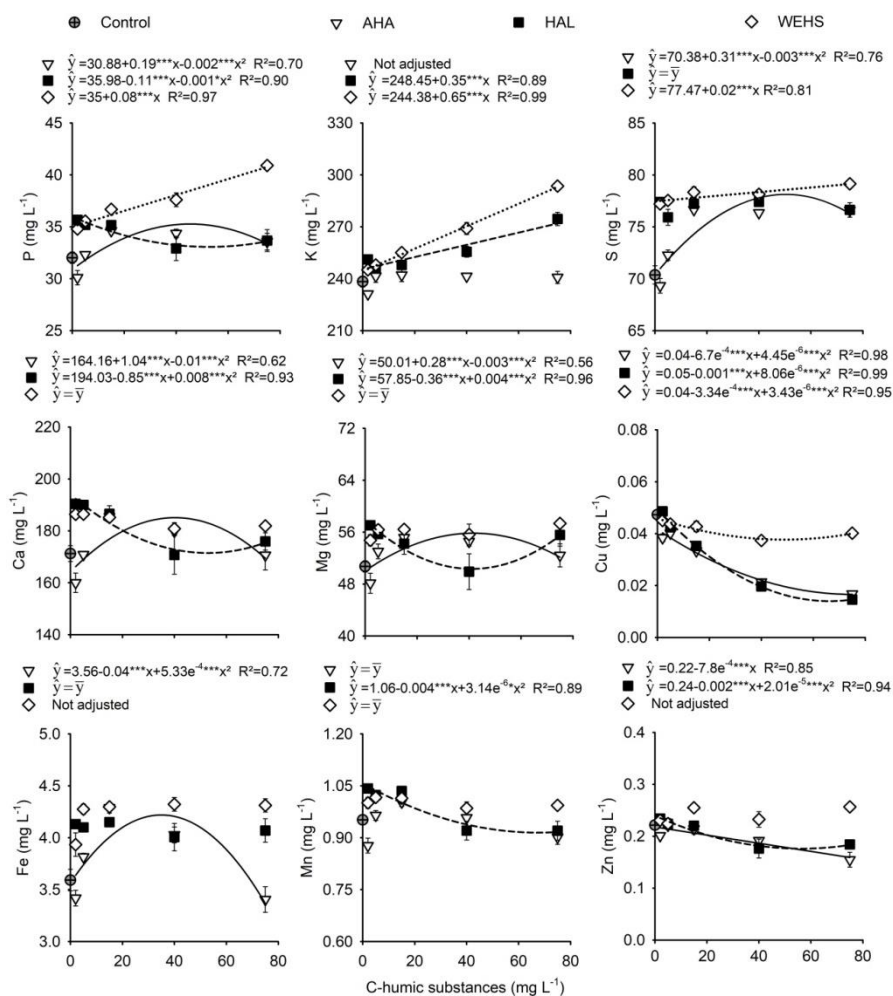 Control AHA HAL WEHS
ŷ =30.88+0.19***x-0.002***x² R²=0.70
ŷ =35.98-0.11***x-0.001*x² R²=0.90
ŷ =35+0.08***x R²=0.97
Not adjusted
ŷ =248.45+0.35***x R²=0.89
ŷ =244.38+0.65***x R²=0.99
ŷ =70.38+0.31***x-0.003***x² R²=0.76
ŷ = ȳ
ŷ =77.47+0.02***x R²=0.81
P (mg L⁻¹)
45
40
35
30
25
K (mg L⁻¹)
330
300
270
240
210
S (mg L⁻¹)
85
80
75
70
65
ŷ =164.16+1.04***x-0.01***x² R²=0.62
ŷ =194.03-0.85***x+0.008***x² R²=0.93
ŷ = ȳ
ŷ =50.01+0.28***x-0.003***x² R²=0.56
ŷ =57.85-0.36***x+0.004***x² R²=0.96
ŷ = ȳ
ŷ =0.04-6.7e⁻⁴***x+4.45e⁻⁶***x² R²=0.98
ŷ =0.05-0.001***x+8.06e⁻⁶***x² R²=0.99
ŷ =0.04-3.34e⁻⁴***x+3.43e⁻⁶***x² R²=0.95
Ca (mg L⁻¹)
220
200
180
160
140
Mg (mg L⁻¹)
72
64
56
48
40
Cu (mg L⁻¹)
0.08
0.06
0.04
0.02
0.00
ŷ =3.56-0.04***x+5.33e⁻⁴***x² R²=0.72
ŷ = ȳ
Not adjusted
ŷ = ȳ
ŷ =1.06-0.004***x+3.14e⁻⁶*x² R²=0.89
ŷ = ȳ
ŷ =0.22-7.8e⁻⁴***x R²=0.85
ŷ =0.24-0.002***x+2.01e⁻⁵***x² R²=0.94
Not adjusted
Fe (mg L⁻¹)
5.0
4.5
4.0
3.5
3.0
0 20 40 60 80
Mn (mg L⁻¹)
1.20
1.05
0.90
0.75
0.60
0 20 40 60 80
Zn (mg L⁻¹)
0.4
0.3
0.2
0.1
0.0
0 20 40 60 80
C-humic substances (mg L⁻¹)